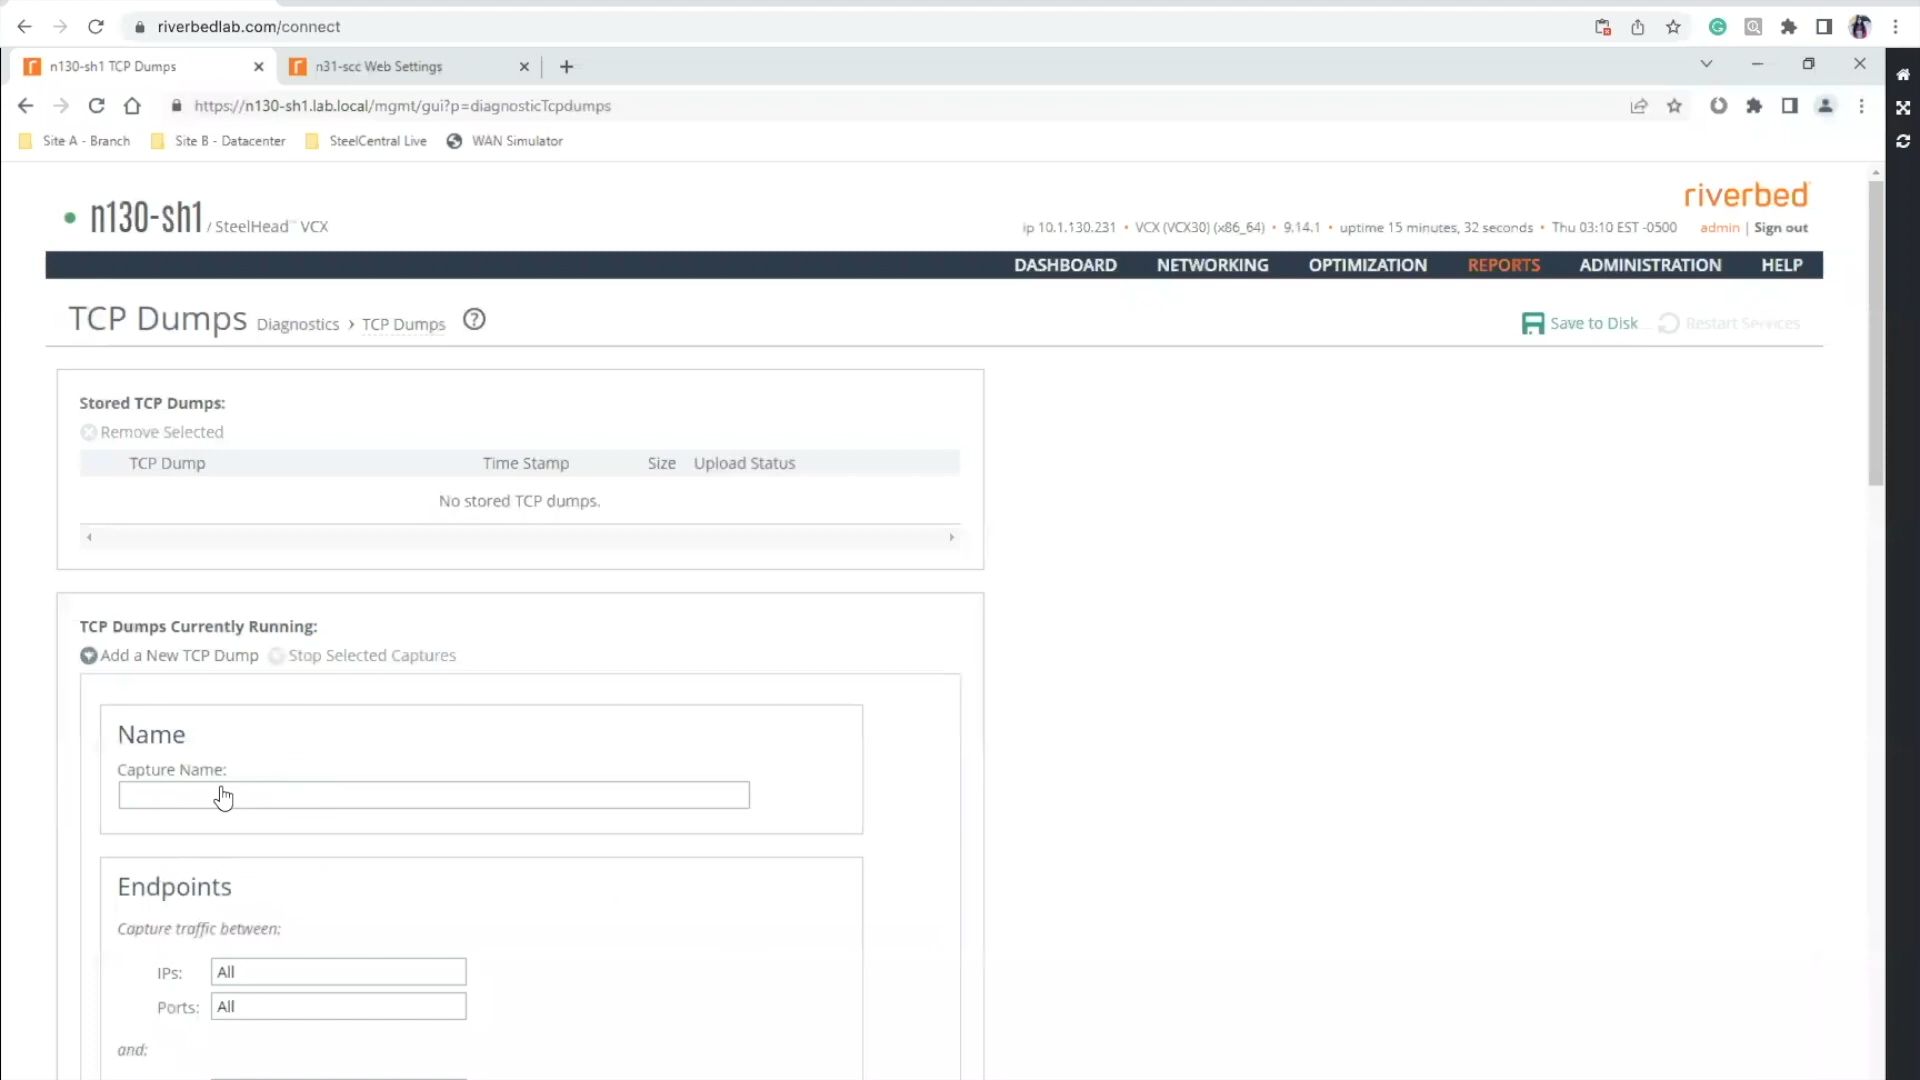 riverbedlab.com/connect
n130-sh1 TCP Dumps
n31-scc Web Settings
https://n130-sh1.lab.local/mgmt/gui?p=diagnosticTcpdumps
Site A - Branch
Site B - Datacenter
SteelCentral Live
WAN Simulator
riverbed
n130-sh1 / SteelHead™ VCX
ip 10.1.130.231 • VCX (VCX30) (x86_64) • 9.14.1 • uptime 15 minutes, 32 seconds • Thu 03:10 EST -0500 admin | Sign out
DASHBOARD NETWORKING OPTIMIZATION REPORTS ADMINISTRATION HELP
TCP Dumps Diagnostics › TCP Dumps ?
Save to Disk Restart Services
Stored TCP Dumps:
Remove Selected
TCP Dump Time Stamp Size Upload Status
No stored TCP dumps.
TCP Dumps Currently Running:
Add a New TCP Dump Stop Selected Captures
Name
Capture Name:
Endpoints
Capture traffic between:
IPs: All
Ports: All
and: